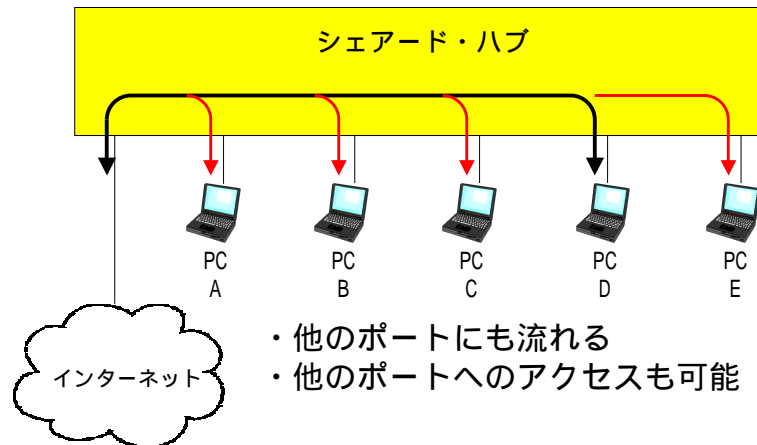 シェアード・ハブ
PC
A
PC
B
PC
C
PC
D
PC
E
インターネット
・他のポートにも流れる
・他のポートへのアクセスも可能